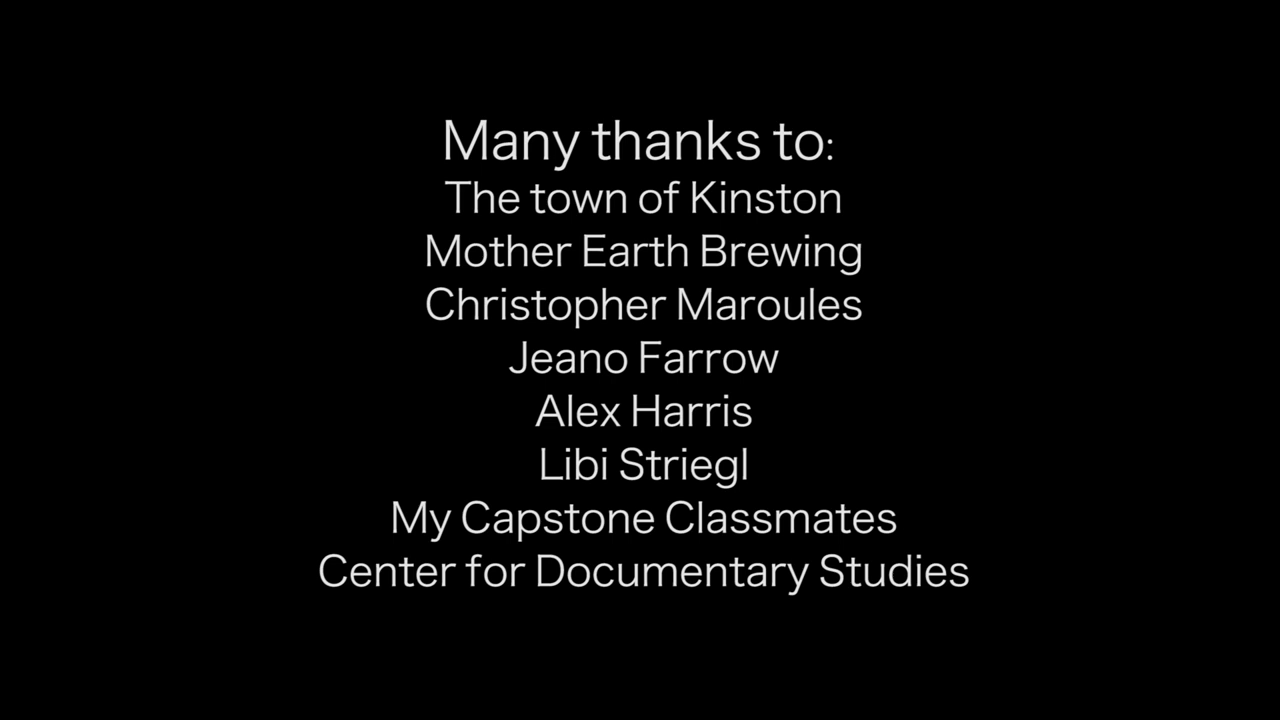 Many thanks to:
The town of Kinston
Mother Earth Brewing
Christopher Maroules
Jeano Farrow
Alex Harris
Libi Striegl
My Capstone Classmates
Center for Documentary Studies